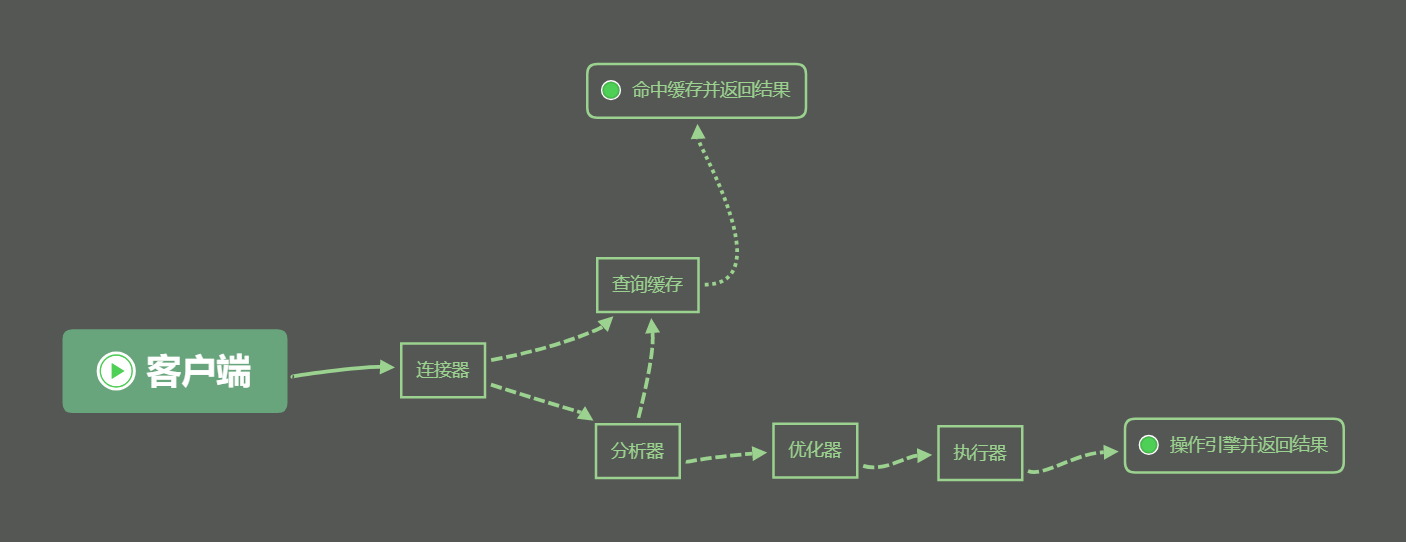 命中缓存并返回结果
查询缓存
客户端
连接器
分析器
优化器
执行器
操作引擎并返回结果